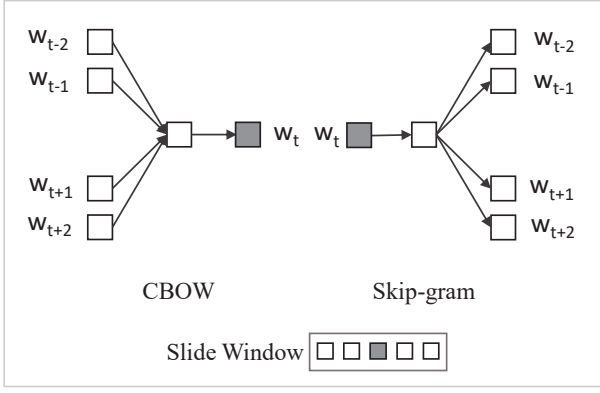 w_{t-2}
w_{t-1}
w_{t+1}
w_{t+2}
w_t
w_t
w_{t-2}
w_{t-1}
w_{t+1}
w_{t+2}
CBOW
Skip-gram
Slide Window